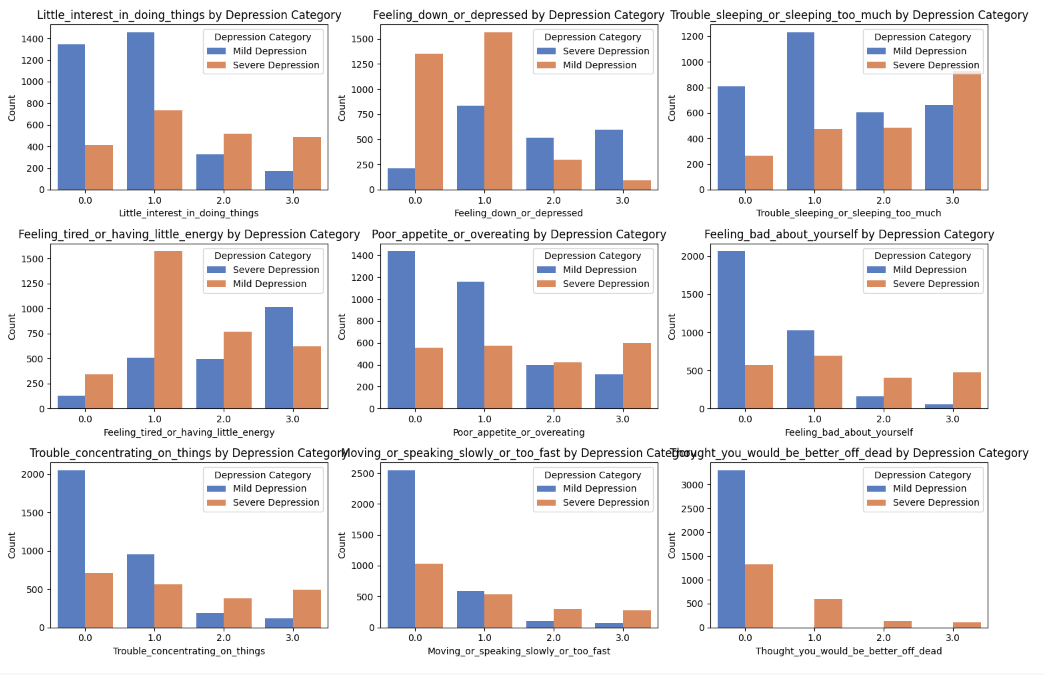 Little_interest_in_doing_things by Depression Category
Depression Category
Mild Depression
Severe Depression
Count
1400
1200
1000
800
600
400
200
0
0.0 1.0 2.0 3.0
Little_interest_in_doing_things
Feeling_down_or_depressed by Depression Category
Depression Category
Severe Depression
Mild Depression
Count
1500
1250
1000
750
500
250
0
0.0 1.0 2.0 3.0
Feeling_down_or_depressed
Trouble_sleeping_or_sleeping_too_much by Depression Category
Depression Category
Mild Depression
Severe Depression
Count
1200
1000
800
600
400
200
0
0.0 1.0 2.0 3.0
Trouble_sleeping_or_sleeping_too_much
Feeling_tired_or_having_little_energy by Depression Category
Depression Category
Severe Depression
Mild Depression
Count
1500
1250
1000
750
500
250
0
0.0 1.0 2.0 3.0
Feeling_tired_or_having_little_energy
Poor_appetite_or_overeating by Depression Category
Depression Category
Mild Depression
Severe Depression
Count
1400
1200
1000
800
600
400
200
0
0.0 1.0 2.0 3.0
Poor_appetite_or_overeating
Feeling_bad_about_yourself by Depression Category
Depression Category
Mild Depression
Severe Depression
Count
2000
1500
1000
500
0
0.0 1.0 2.0 3.0
Feeling_bad_about_yourself
Trouble_concentrating_on_things by Depression Category
Depression Category
Mild Depression
Severe Depression
Count
2000
1500
1000
500
0
0.0 1.0 2.0 3.0
Trouble_concentrating_on_things
Moving_or_speaking_slowly_or_too_fast by Depression Category
Depression Category
Mild Depression
Severe Depression
Count
2500
2000
1500
1000
500
0
0.0 1.0 2.0 3.0
Moving_or_speaking_slowly_or_too_fast
Thought_you_would_be_better_off_dead by Depression Category
Depression Category
Mild Depression
Severe Depression
Count
3000
2500
2000
1500
1000
500
0
0.0 1.0 2.0 3.0
Thought_you_would_be_better_off_dead